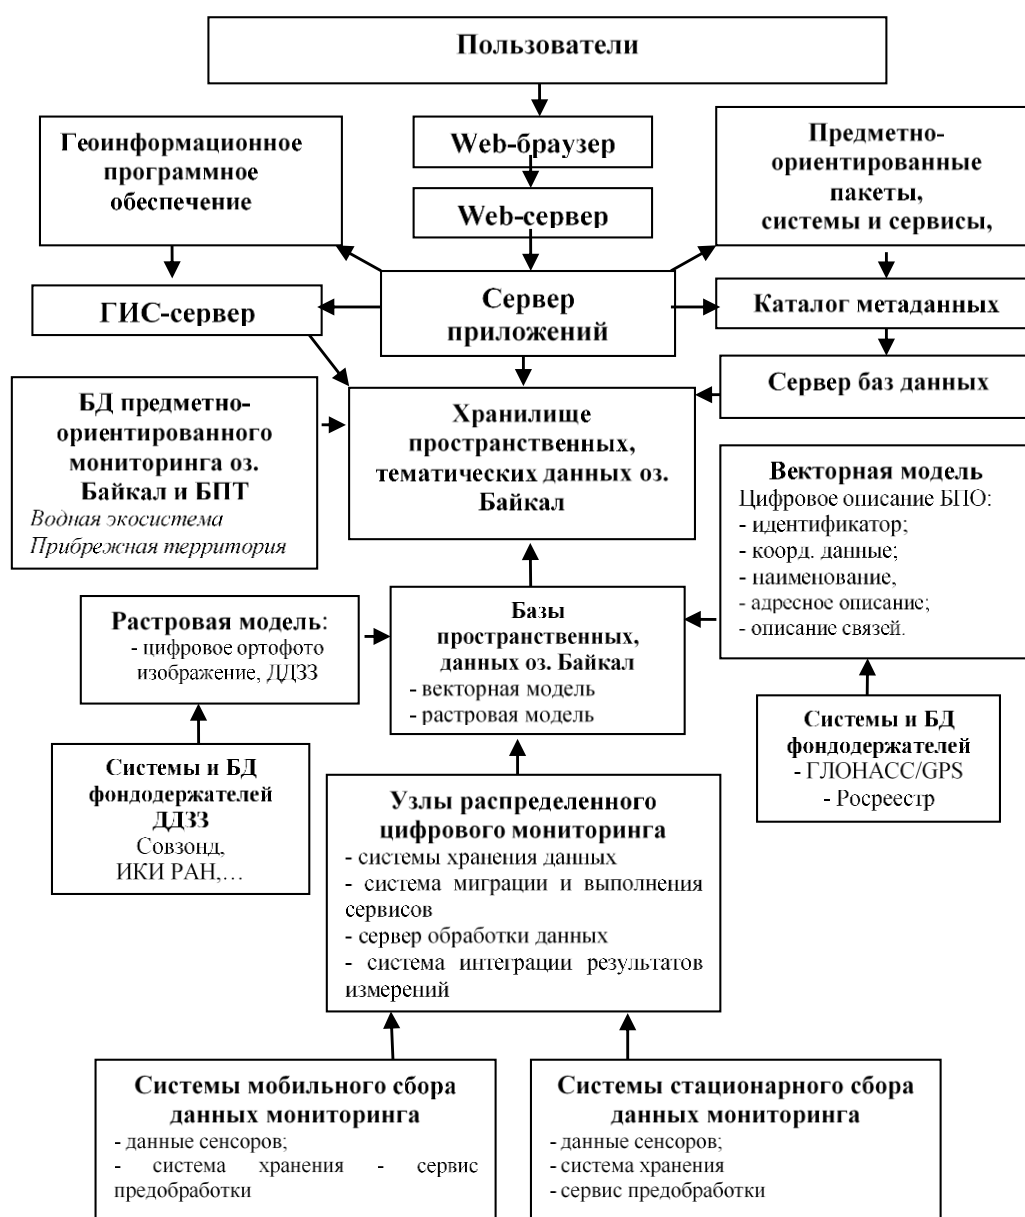 Пользователи
Геоинформационное
программное
обеспечение
Web-браузер
Web-сервер
Предметно-
ориентированные
пакеты,
системы и сервисы,
ГИС-сервер
Сервер
приложений
Каталог метаданных
Сервер баз данных
БД предметно-
ориентированного
мониторинга оз.
Байкал и БПТ
Водная экосистема
Прибрежная территория
Хранилище
пространственных,
тематических данных оз.
Байкал
Векторная модель
Цифровое описание БПО:
- идентификатор;
- коорд. данные;
- наименование,
- адресное описание;
- описание связей.
Растровая модель:
- цифровое ортофото
изображение, ДДЗЗ
Базы
пространственных,
данных оз. Байкал
- векторная модель
- растровая модель
Системы и БД
фондодержателей
- ГЛОНАСС/GPS
- Росреестр
Системы и БД
фондодержателей
ДДЗЗ
Совзонд,
ИКИ РАН,…
Узлы распределенного
цифрового мониторинга
- системы хранения данных
- система миграции и выполнения
сервисов
- сервер обработки данных
- система интеграции результатов
измерений
Системы мобильного сбора
данных мониторинга
- данные сенсоров;
- система хранения - сервис
предобработки
Системы стационарного сбора
данных мониторинга
- данные сенсоров;
- система хранения
- сервис предобработки